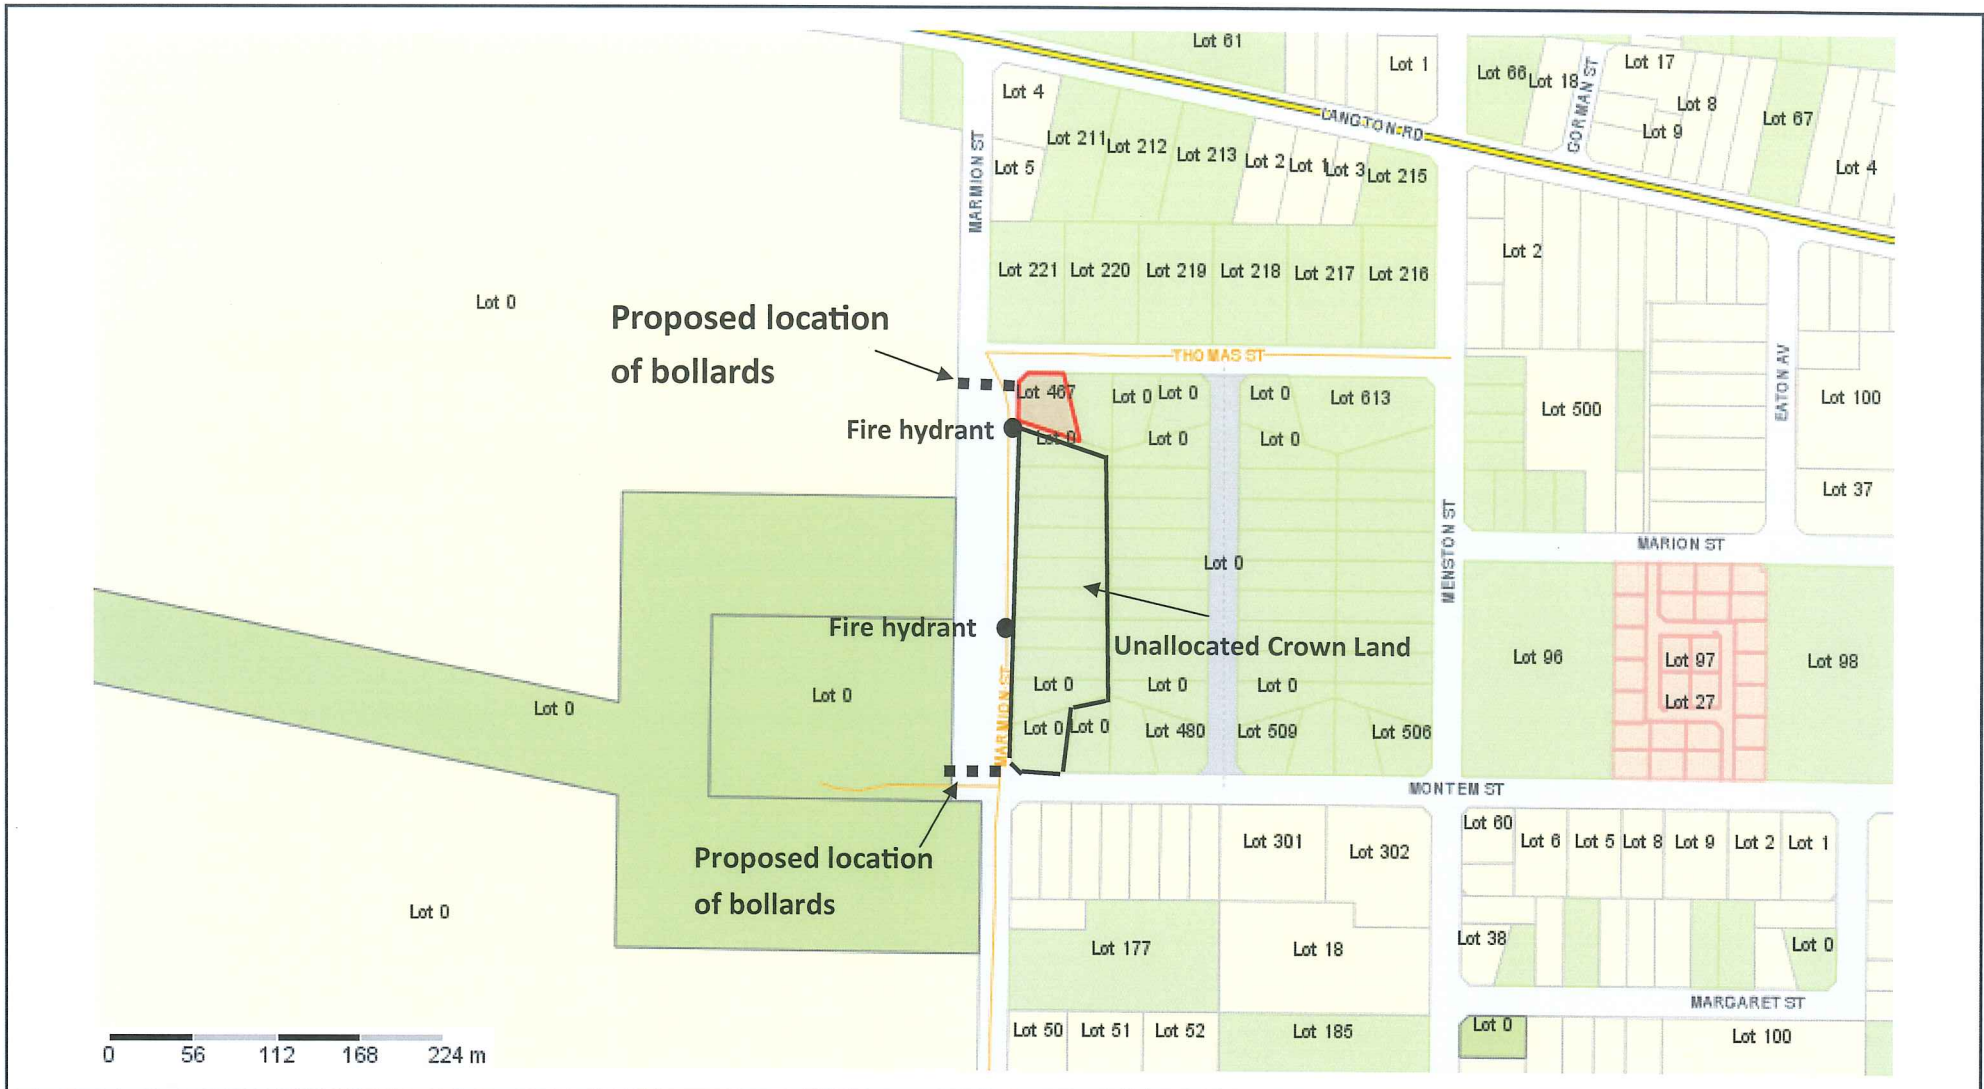 Lot 61
Lot 1
Lot 66
Lot 18
GORMAN ST
Lot 17
Lot 8
Lot 9
Lot 67
Lot 4
Lot 4
LANGTON RD
MARMION ST
Lot 5
Lot 211
Lot 212
Lot 213
Lot 2
Lot 1
Lot 3
Lot 215
Lot 2
Lot 221
Lot 220
Lot 219
Lot 218
Lot 217
Lot 216
Lot 0
Proposed location
of bollards
THOMAS ST
EATON AV
Lot 467
Lot 0
Lot 0
Lot 0
Lot 613
Lot 500
Lot 100
Fire hydrant
Lot 0
Lot 0
Lot 0
Lot 37
MENSTON ST
MARION ST
Lot 0
Fire hydrant
Unallocated Crown Land
Lot 96
Lot 97
Lot 27
Lot 98
Lot 0
Lot 0
MARMION ST
Lot 0
Lot 0
Lot 0
Lot 0
Lot 0
Lot 480
Lot 509
Lot 506
MONTEM ST
Proposed location
of bollards
Lot 301
Lot 302
Lot 60
Lot 6
Lot 5
Lot 8
Lot 9
Lot 2
Lot 1
Lot 0
Lot 177
Lot 18
Lot 38
Lot 0
MARGARET ST
Lot 50
Lot 51
Lot 52
Lot 185
Lot 0
Lot 100
0 56 112 168 224 m